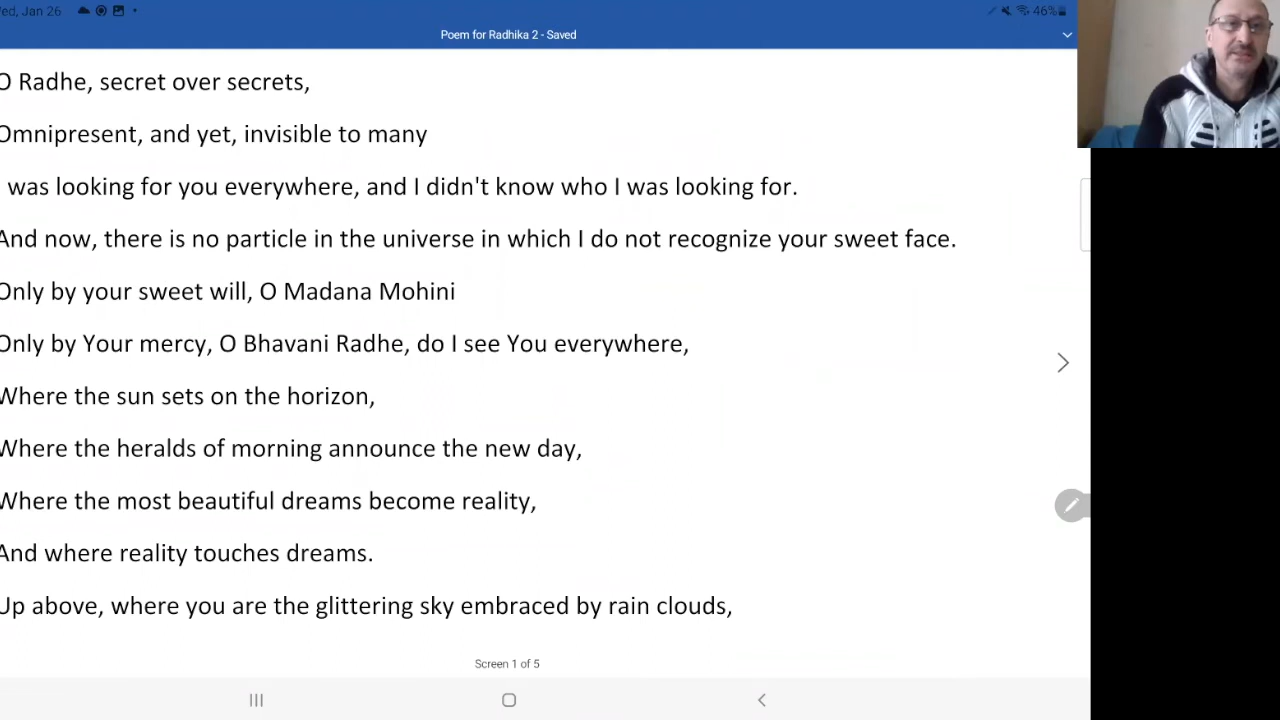 ed, Jan 26
46%
Poem for Radhika 2 - Saved
O Radhe, secret over secrets,
Omnipresent, and yet, invisible to many
was looking for you everywhere, and I didn't know who I was looking for.
And now, there is no particle in the universe in which I do not recognize your sweet face.
Only by your sweet will, O Madana Mohini
Only by Your mercy, O Bhavani Radhe, do I see You everywhere,
Where the sun sets on the horizon,
Where the heralds of morning announce the new day,
Where the most beautiful dreams become reality,
And where reality touches dreams.
Up above, where you are the glittering sky embraced by rain clouds,
Screen 1 of 5